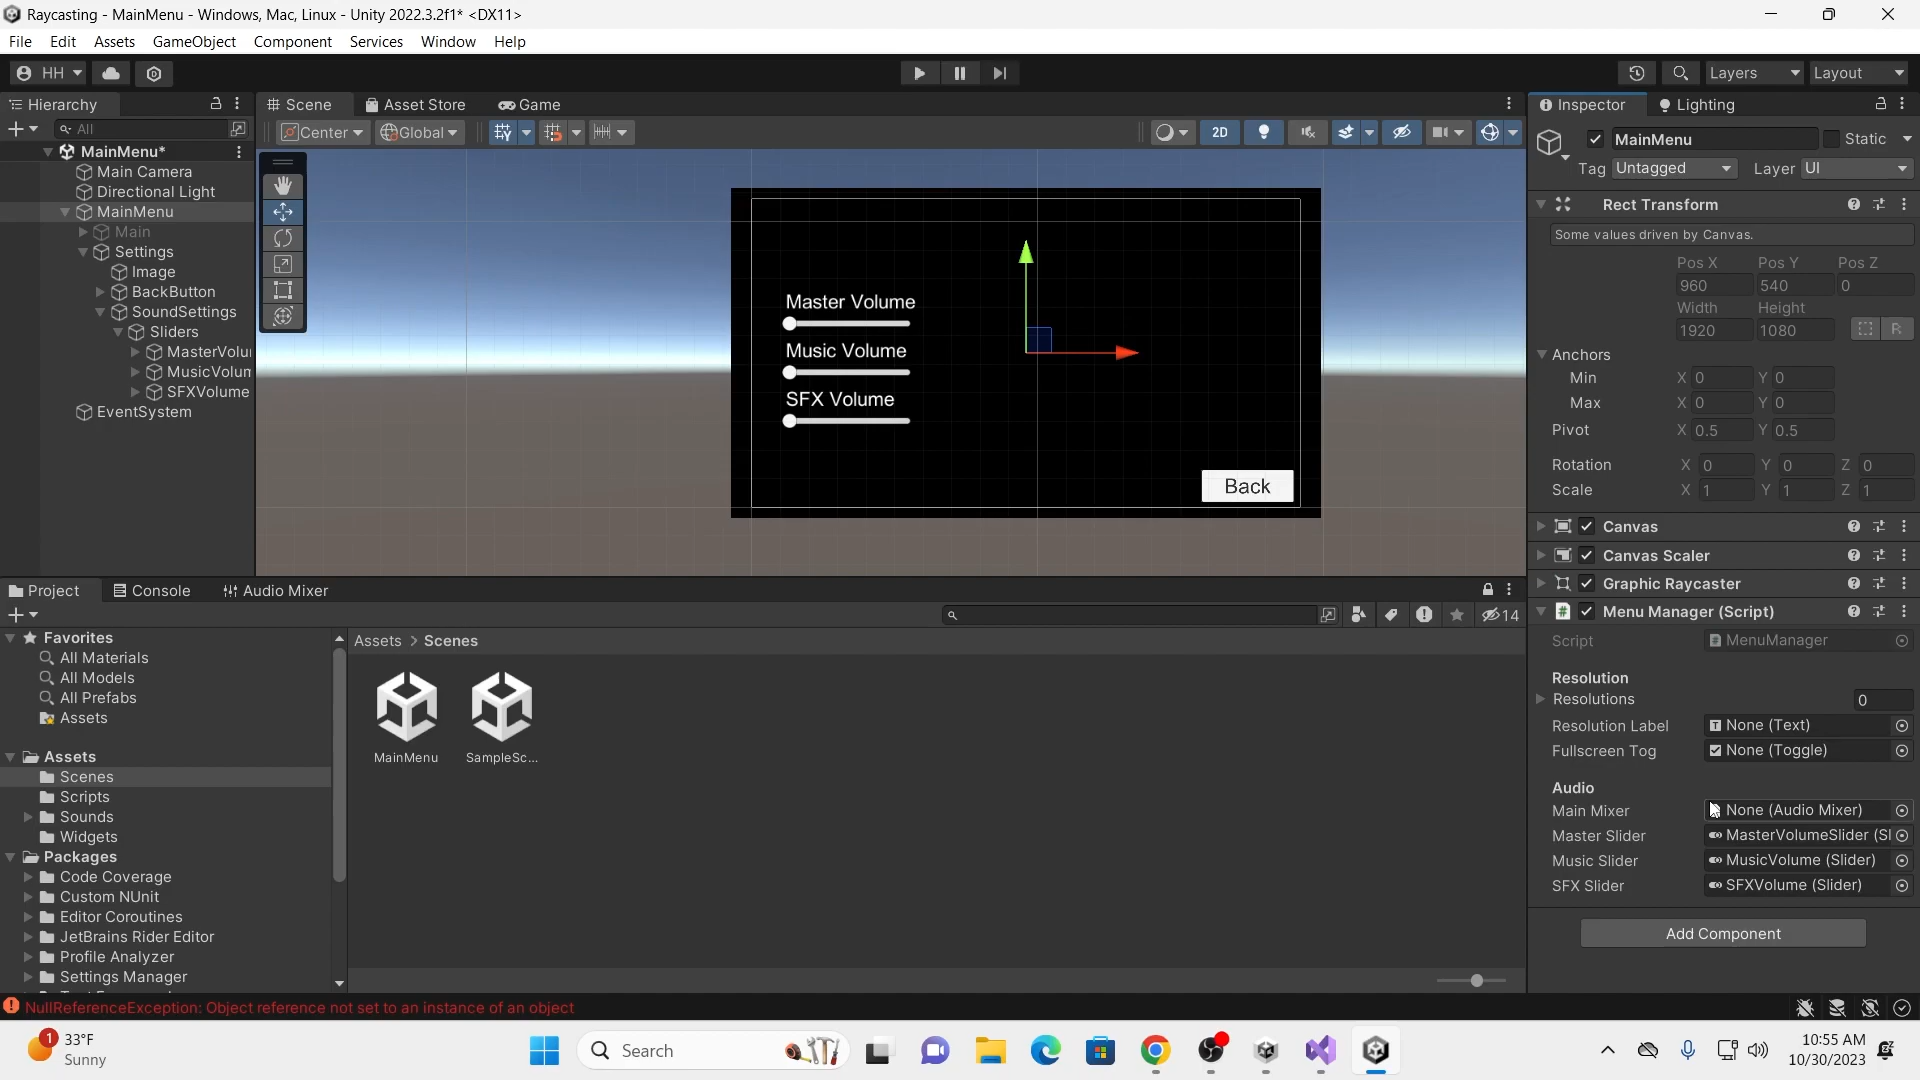 Raycasting - MainMenu - Windows, Mac, Linux - Unity 2022.3.2f1* <DX11>
File Edit Assets GameObject Component Services Window Help
HH Layers Layout
Hierarchy Scene Asset Store Game Inspector Lighting
All Center Global 2D MainMenu Static
Tag Untagged Layer UI
MainMenu*
Main Camera
Directional Light
MainMenu
Main
Settings
Image
BackButton
SoundSettings
Sliders
MasterVolu
MusicVolum
SFXVolume
EventSystem
Master Volume
Music Volume
SFX Volume
Back
Rect Transform
Some values driven by Canvas.
Pos X Pos Y Pos Z
960 540 0
Width Height
1920 1080 R
Anchors
Min X 0 Y 0
Max X 0 Y 0
Pivot X 0.5 Y 0.5
Rotation X 0 Y 0 Z 0
Scale X 1 Y 1 Z 1
Canvas
Canvas Scaler
Graphic Raycaster
Menu Manager (Script)
Script MenuManager
Resolution
Resolutions 0
Resolution Label None (Text)
Fullscreen Tog None (Toggle)
Audio
Main Mixer None (Audio Mixer)
Master Slider MasterVolumeSlider (Sl
Music Slider MusicVolume (Slider)
SFX Slider SFXVolume (Slider)
Add Component
Project Console Audio Mixer
14
Favorites
All Materials
All Models
All Prefabs
Assets
Assets
Scenes
Scripts
Sounds
Widgets
Packages
Code Coverage
Custom NUnit
Editor Coroutines
JetBrains Rider Editor
Profile Analyzer
Settings Manager
Assets > Scenes
MainMenu SampleSc...
NullReferenceException: Object reference not set to an instance of an object
1 33°F
Sunny
Search
10:55 AM
10/30/2023